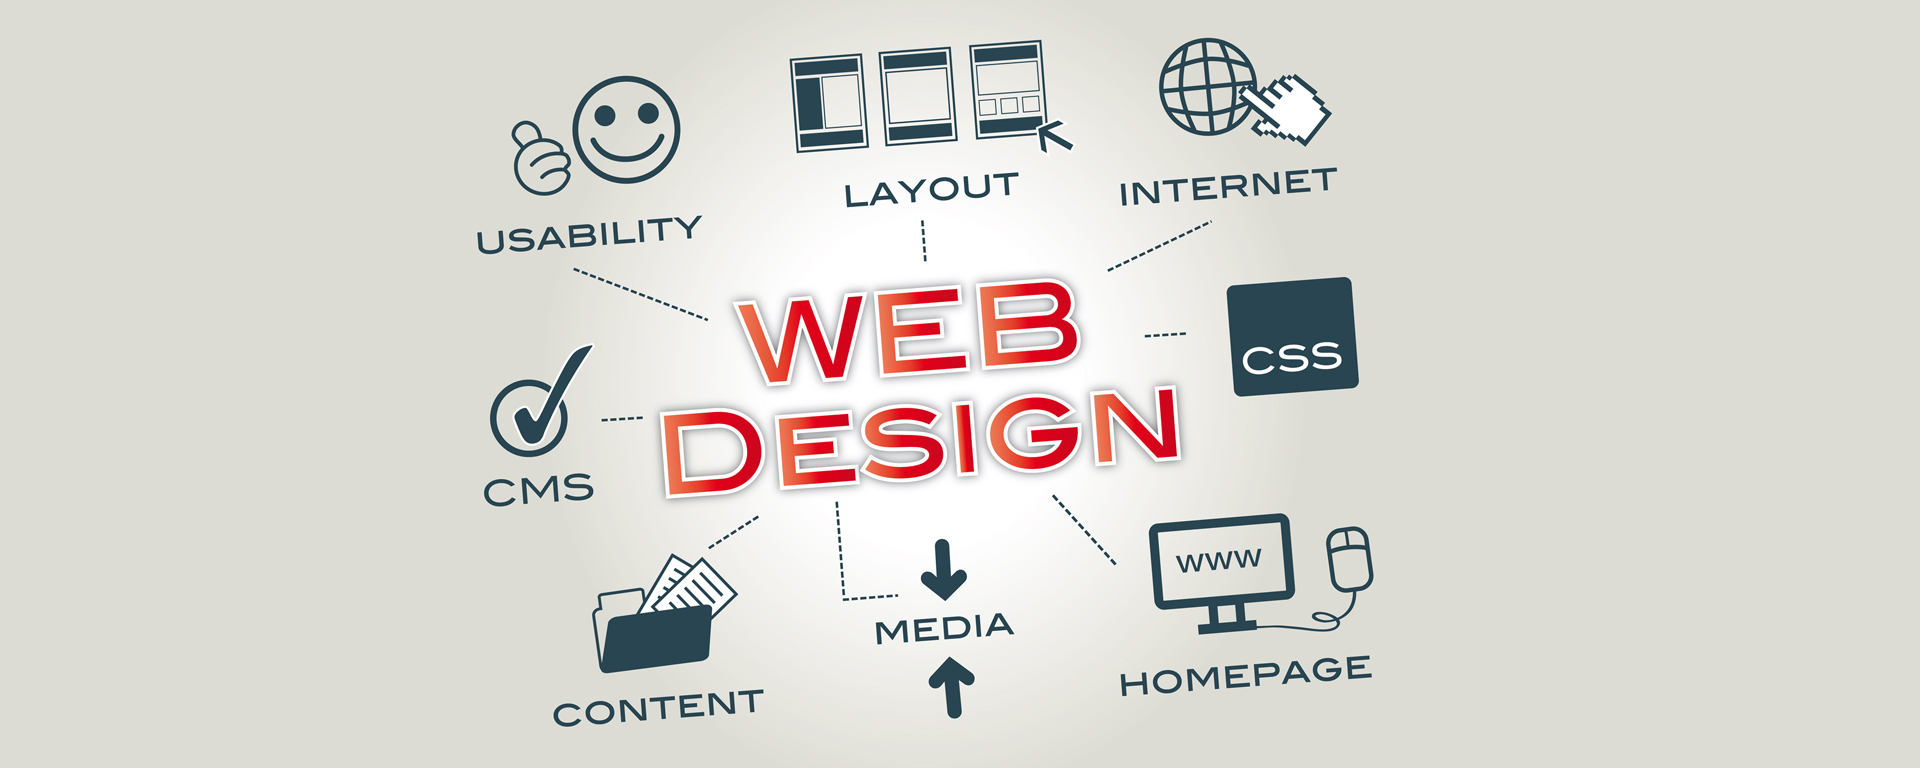 USABILITY
LAYOUT
INTERNET
WEB
DESIGN
CSS
CMS
WWW
MEDIA
CONTENT
HOMEPAGE